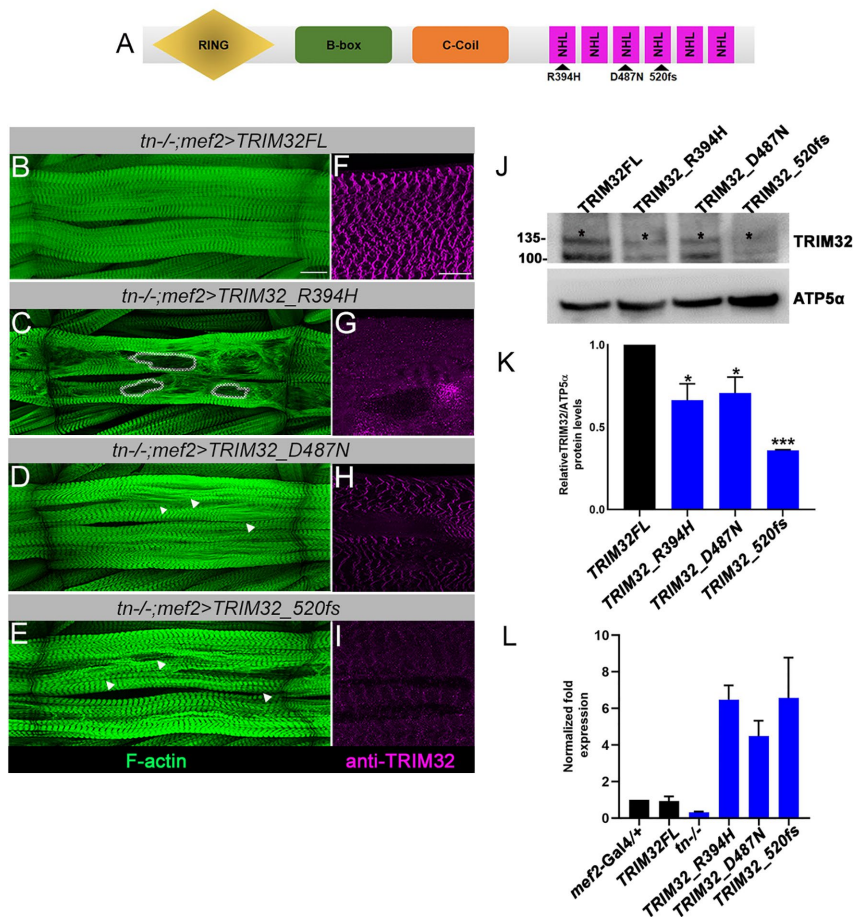 A
RING
B-box
C-Coil
NHL
NHL
NHL
NHL
NHL
NHL
R394H
D487N
520fs
tn-/-;mef2>TRIM32FL
B
F
tn-/-;mef2>TRIM32_R394H
C
G
tn-/-;mef2>TRIM32_D487N
D
H
tn-/-;mef2>TRIM32_520fs
E
I
F-actin
anti-TRIM32
J
TRIM32FL
TRIM32_R394H
TRIM32_D487N
TRIM32_520fs
135-
100-
* * * *
TRIM32
ATP5α
K
Relative TRIM32/ATP5α
protein levels
1.0
0.5
0.0
*
*
***
TRIM32FL
TRIM32_R394H
TRIM32_D487N
TRIM32_520fs
L
Normalized fold
expression
10
8
6
4
2
0
mef2-Gal4/+
TRIM32FL
tn-/-
TRIM32_R394H
TRIM32_D487N
TRIM32_520fs